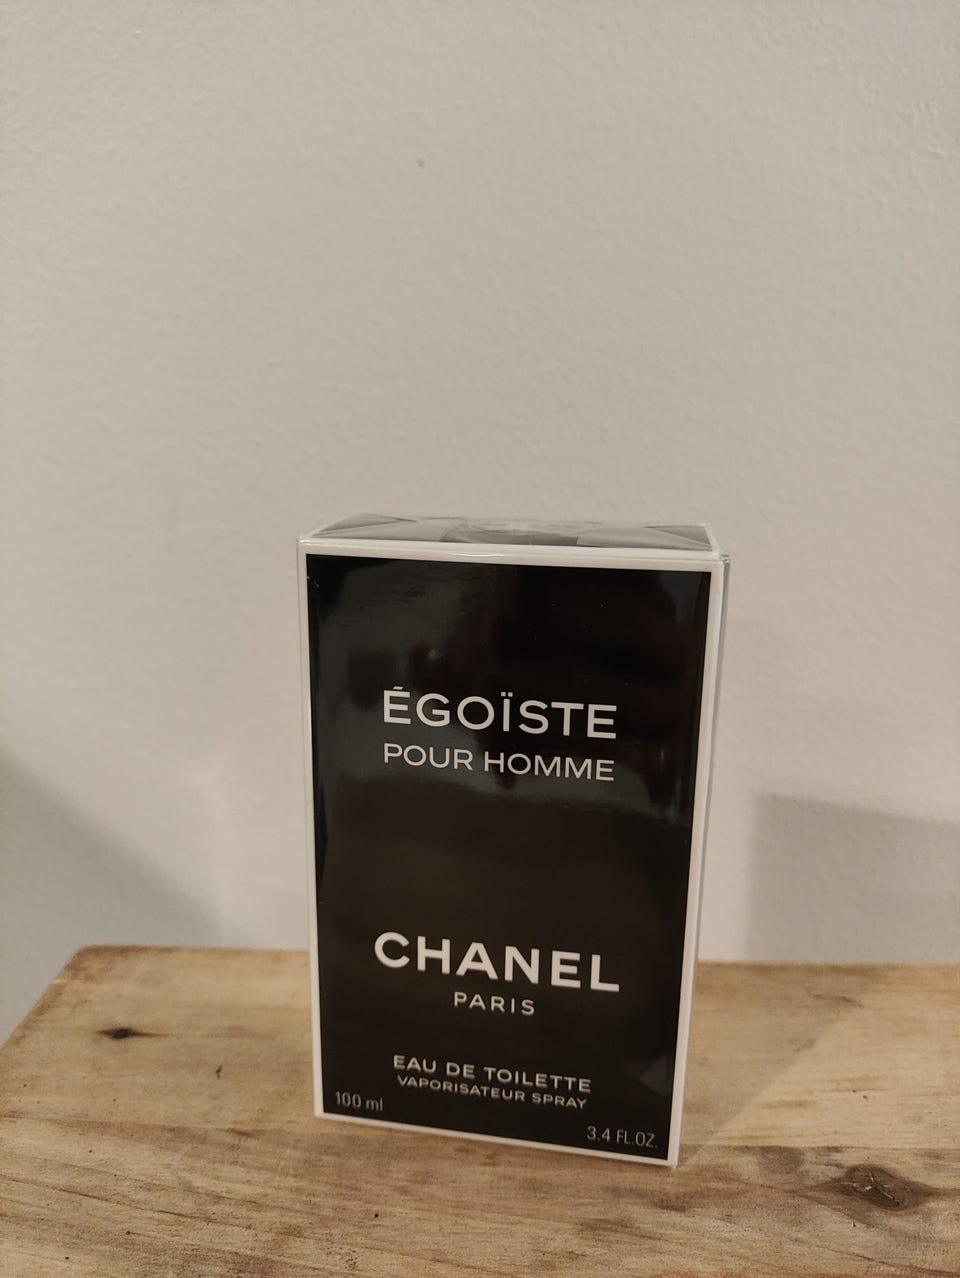 ÉGOÏSTE
POUR HOMME
CHANEL
PARIS
EAU DE TOILETTE
VAPORISATEUR SPRAY
100 ml
3.4 FL.OZ.